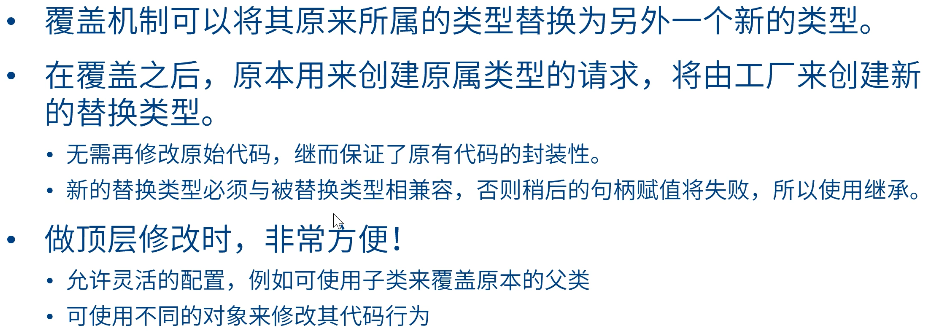 • 覆盖机制可以将其原来所属的类型替换为另外一个新的类型。
• 在覆盖之后，原本用来创建原属类型的请求，将由工厂来创建新
的替换类型。
• 无需再修改原始代码，继而保证了原有代码的封装性。
• 新的替换类型必须与被替换类型相兼容，否则稍后的句柄赋值将失败，所以使用继承。
• 做顶层修改时，非常方便！
• 允许灵活的配置，例如可使用子类来覆盖原本的父类
• 可使用不同的对象来修改其代码行为